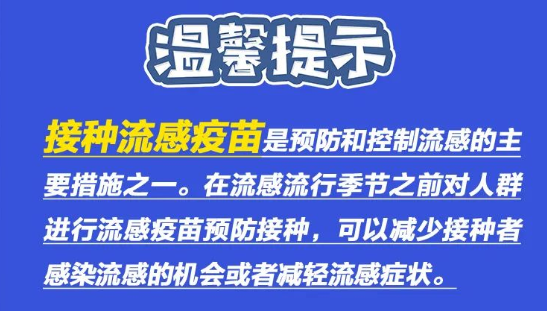 温馨提示
接种流感疫苗是预防和控制流感的主
要措施之一。在流感流行季节之前对人群
进行流感疫苗预防接种，可以减少接种者
感染流感的机会或者减轻流感症状。